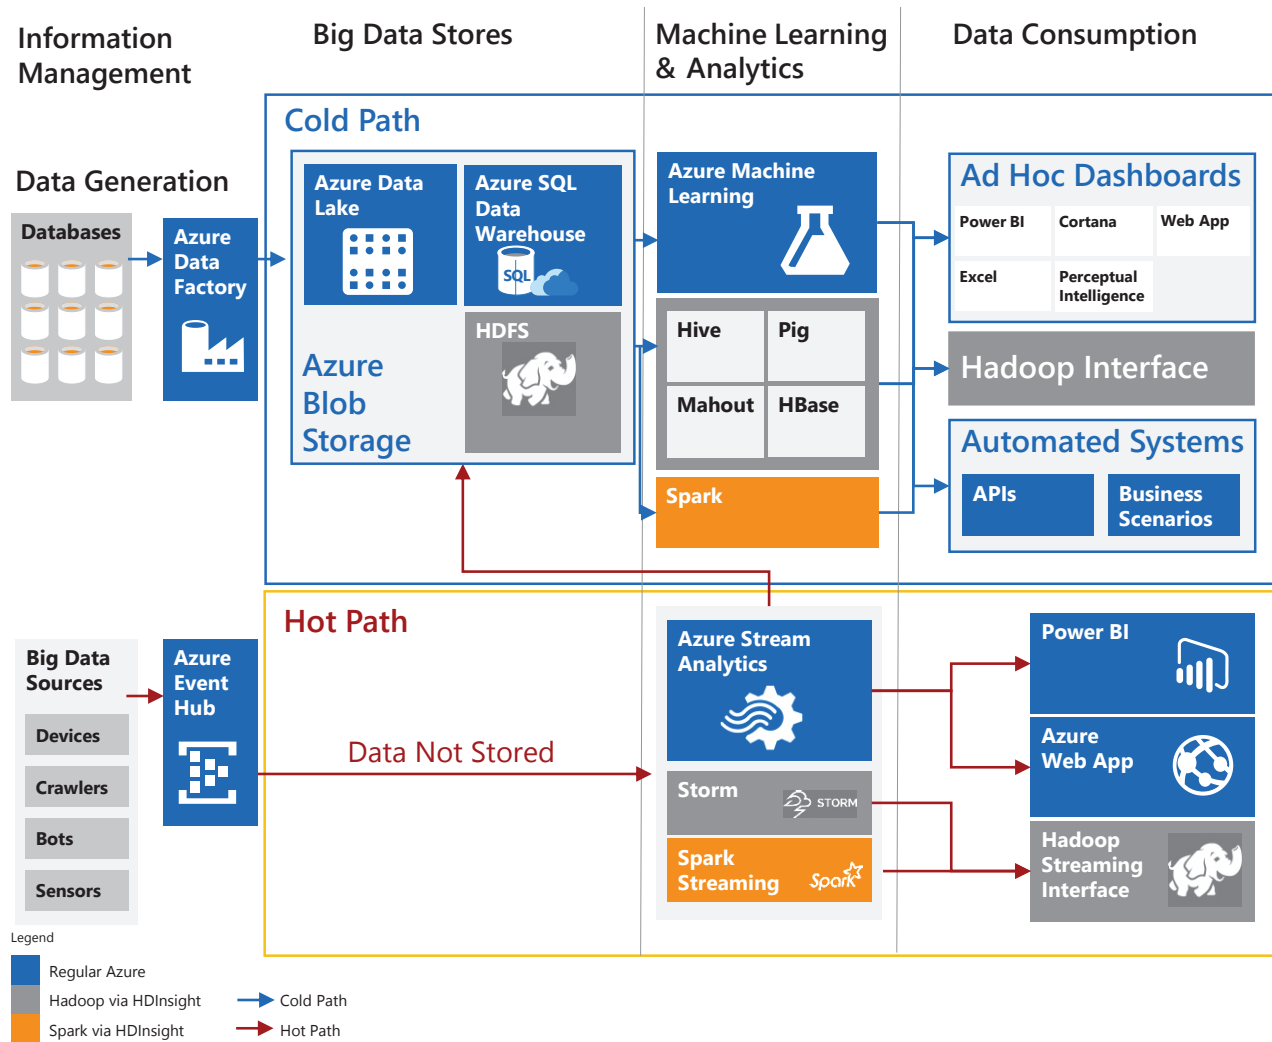 Information
Management
Big Data Stores
Machine Learning
& Analytics
Data Consumption
Cold Path
Data Generation
Databases
Azure
Data
Factory
Azure Data
Lake
Azure SQL
Data
Warehouse
SQL
HDFS
Azure
Blob
Storage
Azure Machine
Learning
Hive
Pig
Mahout
HBase
Spark
Ad Hoc Dashboards
Power BI
Cortana
Web App
Excel
Perceptual
Intelligence
Hadoop Interface
Automated Systems
APIs
Business
Scenarios
Hot Path
Big Data
Sources
Devices
Crawlers
Bots
Sensors
Azure
Event
Hub
Data Not Stored
Azure Stream
Analytics
Storm
STORM
Spark
Streaming
Spark
Power BI
Azure
Web App
Hadoop
Streaming
Interface
Legend
Regular Azure
Hadoop via HDInsight
Spark via HDInsight
Cold Path
Hot Path